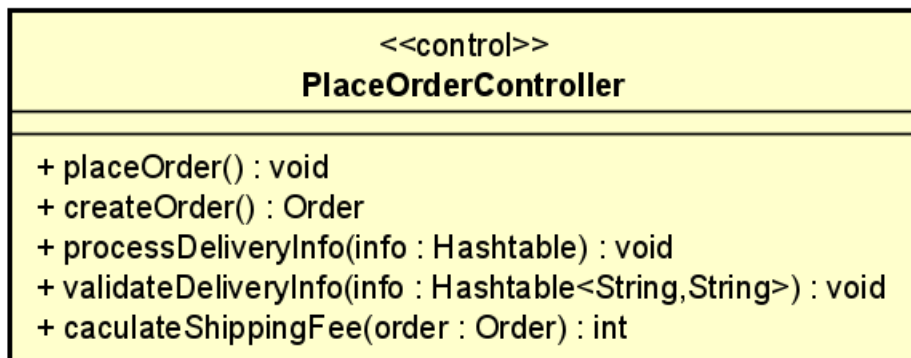 <<control>>
PlaceOrderController
+ placeOrder() : void
+ createOrder() : Order
+ processDeliveryInfo(info : Hashtable) : void
+ validateDeliveryInfo(info : Hashtable<String,String>) : void
+ caculateShippingFee(order : Order) : int